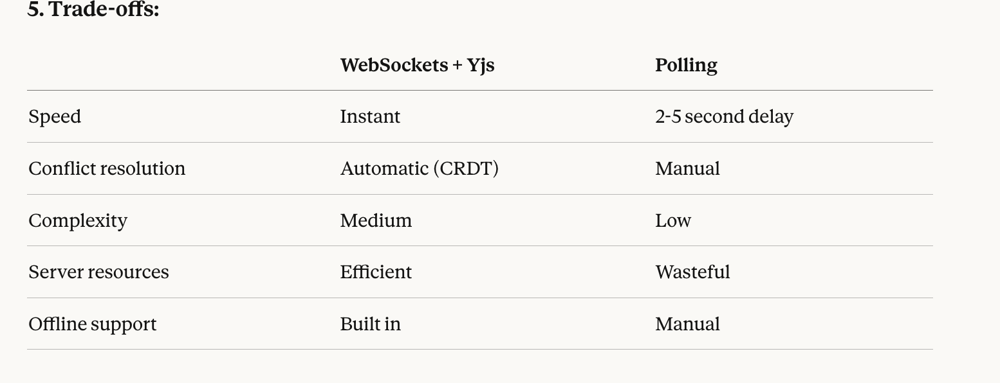 5. Trade-offs:
WebSockets + Yjs Polling
Speed Instant 2-5 second delay
Conflict resolution Automatic (CRDT) Manual
Complexity Medium Low
Server resources Efficient Wasteful
Offline support Built in Manual